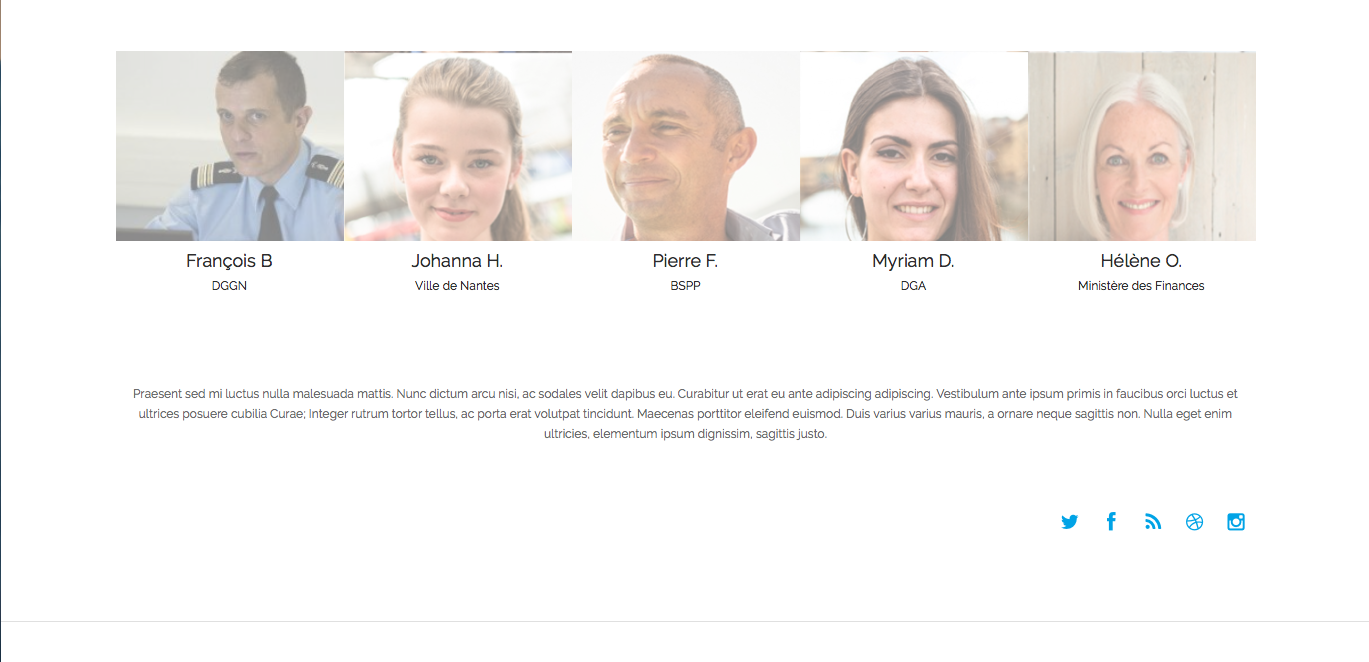 François B
Johanna H.
Pierre F.
Myriam D.
Hélène O.
DGGN
Ville de Nantes
BSPP
DGA
Ministère des Finances
Praesent sed mi luctus nulla malesuada mattis. Nunc dictum arcu nisi, ac sodales velit dapibus eu. Curabitur ut erat eu ante adipiscing adipiscing. Vestibulum ante ipsum primis in faucibus orci luctus et
ultrices posuere cubilia Curae; Integer rutrum tortor tellus, ac porta erat volutpat tincidunt. Maecenas porttitor eleifend euismod. Duis varius varius mauris, a ornare neque sagittis non. Nulla eget enim
ultricies, elementum ipsum dignissim, sagittis justo.